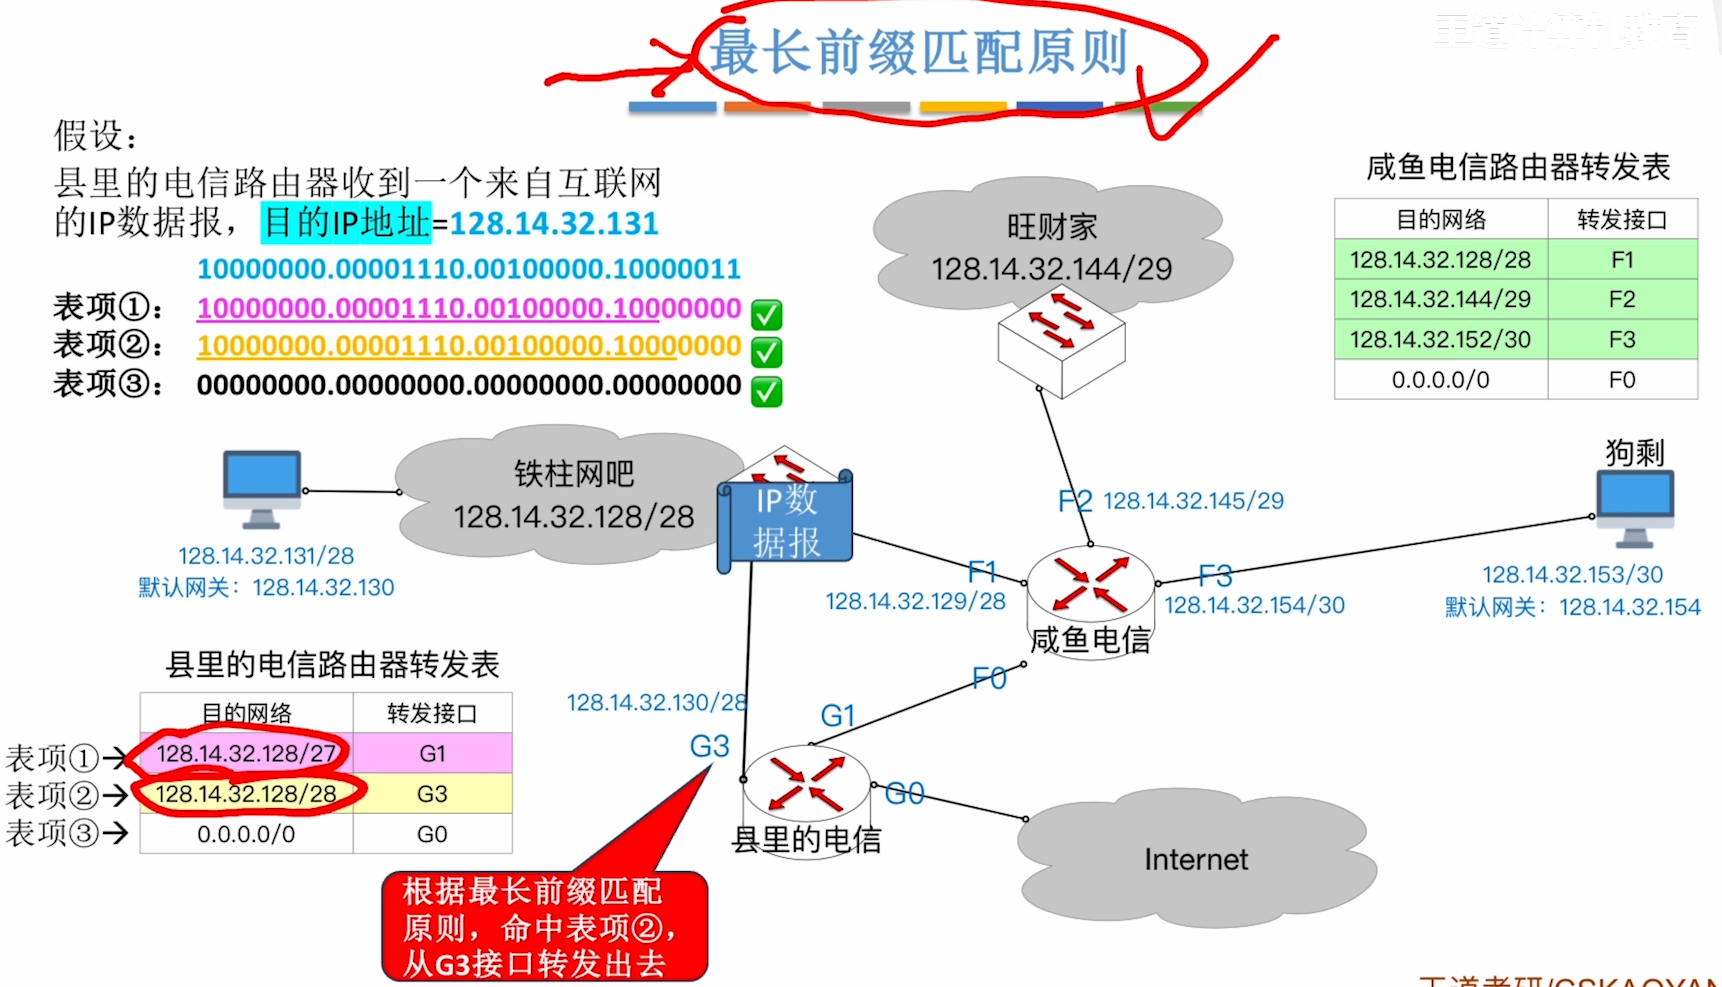 最长前缀匹配原则
王道计算机教育
假设：
县里的电信路由器收到一个来自互联网
的IP数据报，目的IP地址=128.14.32.131
10000000.00001110.00100000.10000011
表项①： 10000000.00001110.00100000.10000000
表项②： 10000000.00001110.00100000.10000000
表项③： 00000000.00000000.00000000.00000000
咸鱼电信路由器转发表
目的网络 转发接口
128.14.32.128/28 F1
128.14.32.144/29 F2
128.14.32.152/30 F3
0.0.0.0/0 F0
旺财家
128.14.32.144/29
铁柱网吧
128.14.32.128/28
128.14.32.131/28
默认网关：128.14.32.130
IP数
据报
F2 128.14.32.145/29
F1
128.14.32.129/28
F3
128.14.32.154/30
咸鱼电信
狗剩
128.14.32.153/30
默认网关：128.14.32.154
F0
G1
128.14.32.130/28
G3
G0
县里的电信
Internet
县里的电信路由器转发表
目的网络 转发接口
表项① 128.14.32.128/27 G1
表项② 128.14.32.128/28 G3
表项③ 0.0.0.0/0 G0
根据最长前缀匹配
原则，命中表项②，
从G3接口转发出去
王道考研/CSKAOYAN